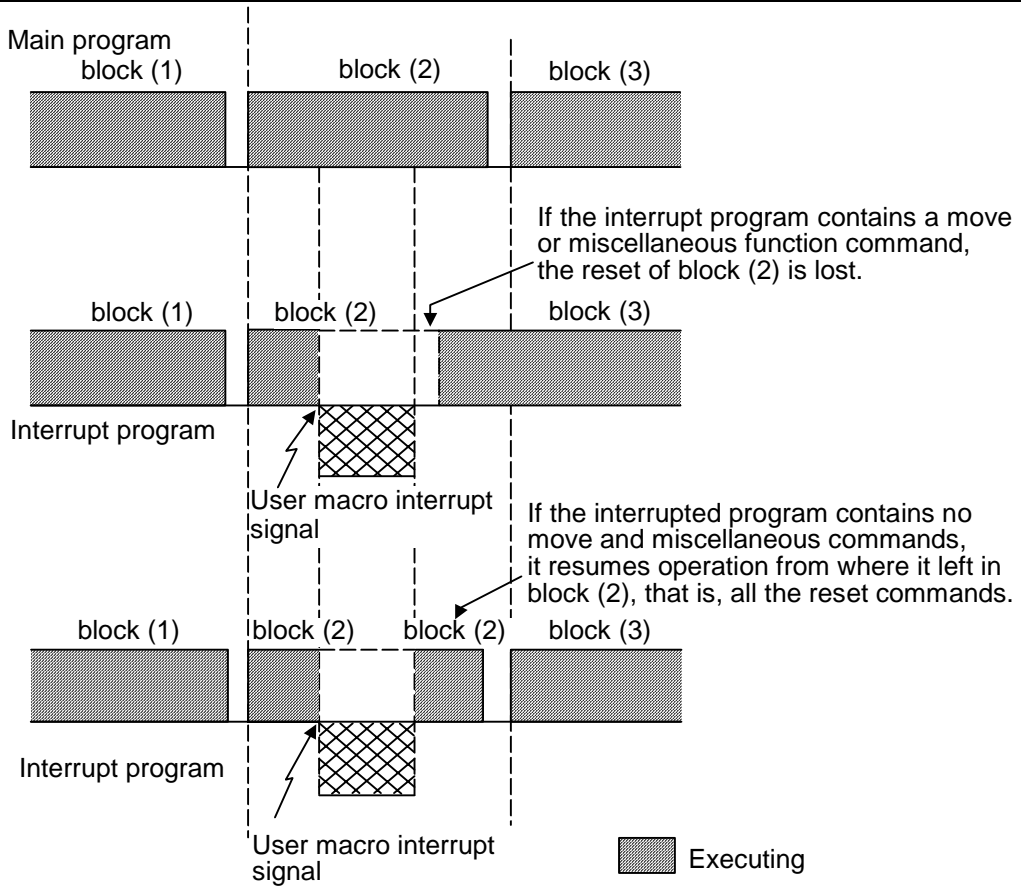 Main program
block (1)
block (2)
block (3)
If the interrupt program contains a move
or miscellaneous function command,
the reset of block (2) is lost.
block (1)
block (2)
block (3)
Interrupt program
User macro interrupt
signal
If the interrupted program contains no
move and miscellaneous commands,
it resumes operation from where it left in
block (2), that is, all the reset commands.
block (1)
block (2)
block (2)
block (3)
Interrupt program
User macro interrupt
signal
Executing